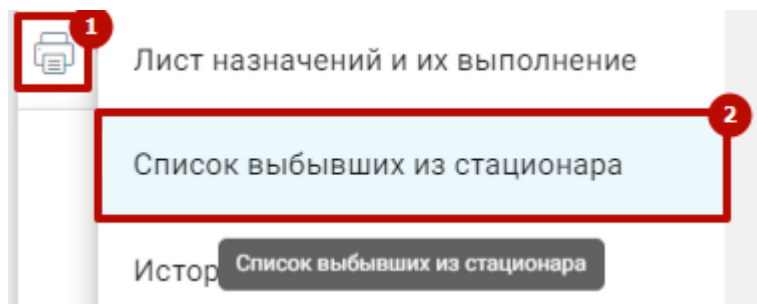 1
Лист назначений и их выполнение
2
Список выбывших из стационара
Истор
Список выбывших из стационара